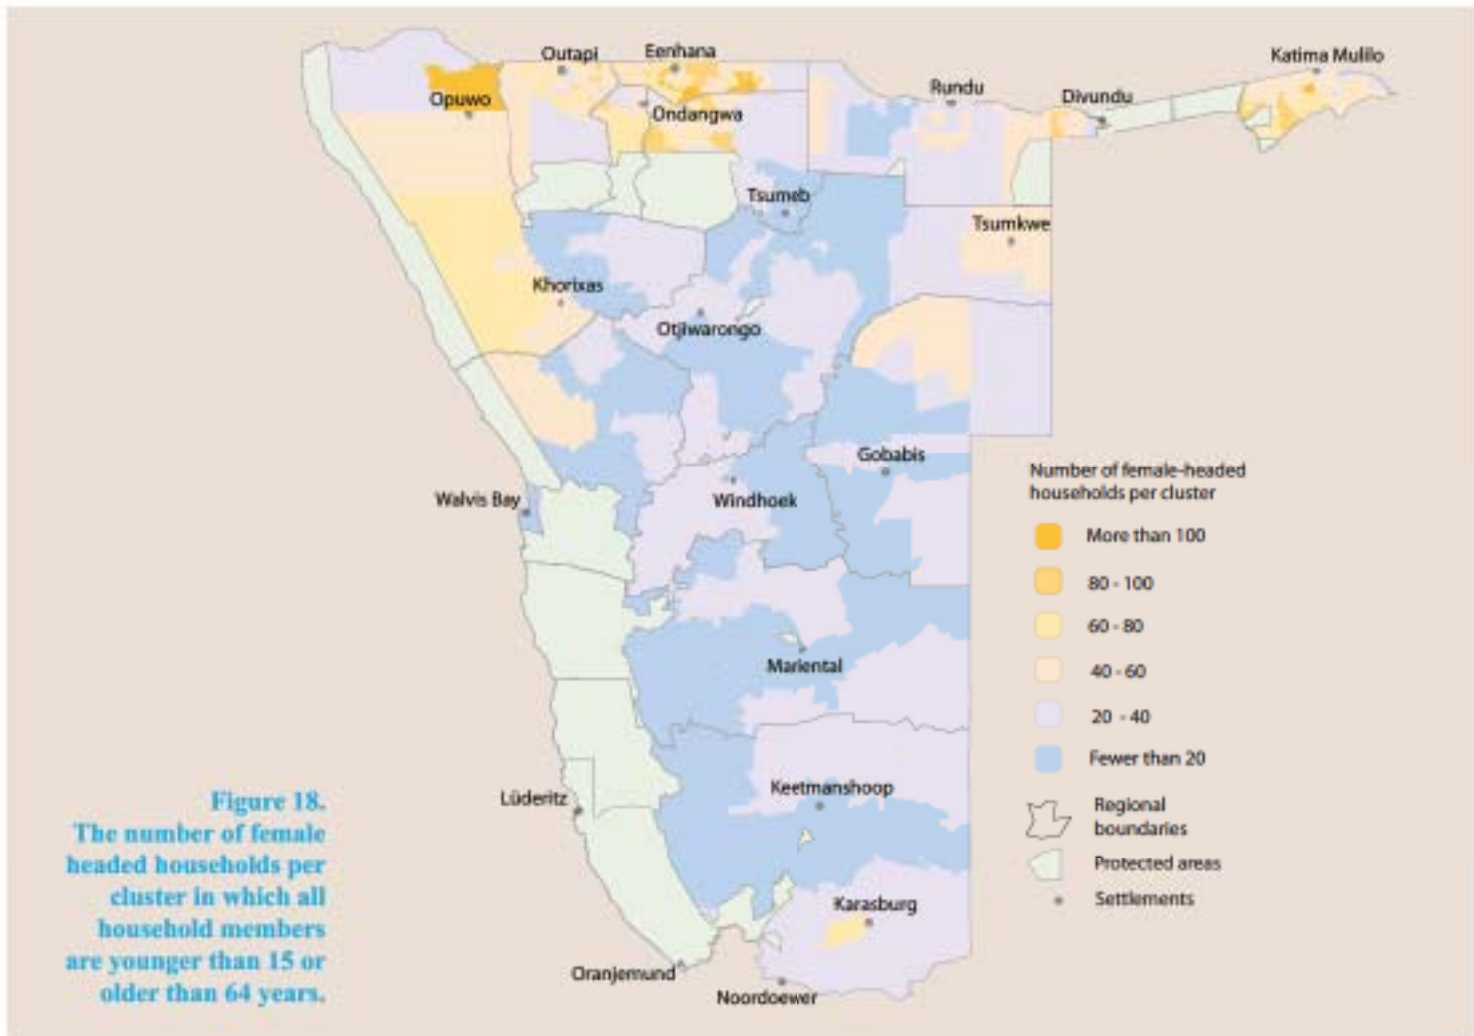 Outapi
Eenhana
Katima Mulilo
Opuwo
Rundu
Divundu
Ondangwa
Tsumeb
Tsumkwe
Khorixas
Otjiwarongo
Gobabis
Walvis Bay
Windhoek
Mariental
Lüderitz
Keetmanshoop
Karasburg
Oranjemund
Noordoewer
Number of female-headed
households per cluster
More than 100
80 - 100
60 - 80
40 - 60
20 - 40
Fewer than 20
Regional
boundaries
Protected areas
Settlements
Figure 18.
The number of female
headed households per
cluster in which all
household members
are younger than 15 or
older than 64 years.